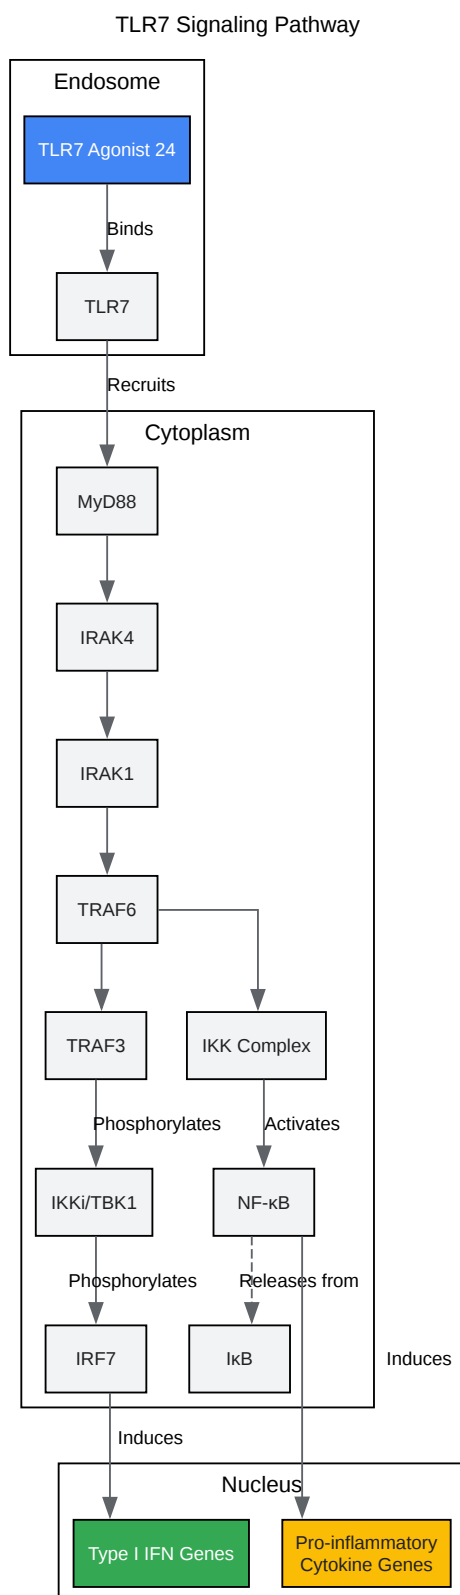 TLR7 Signaling Pathway
Endosome
TLR7 Agonist 24
Binds
TLR7
Recruits
Cytoplasm
MyD88
IRAK4
IRAK1
TRAF6
TRAF3
IKK Complex
Phosphorylates
Activates
IKKi/TBK1
NF-κB
Phosphorylates
Releases from
IRF7
IκB
Induces
Induces
Nucleus
Type I IFN Genes
Pro-inflammatory
Cytokine Genes